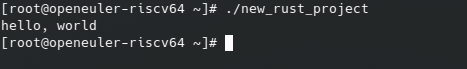 [root@openeuler-riscv64 ~]# ./new_rust_project
hello, world
[root@openeuler-riscv64 ~]#